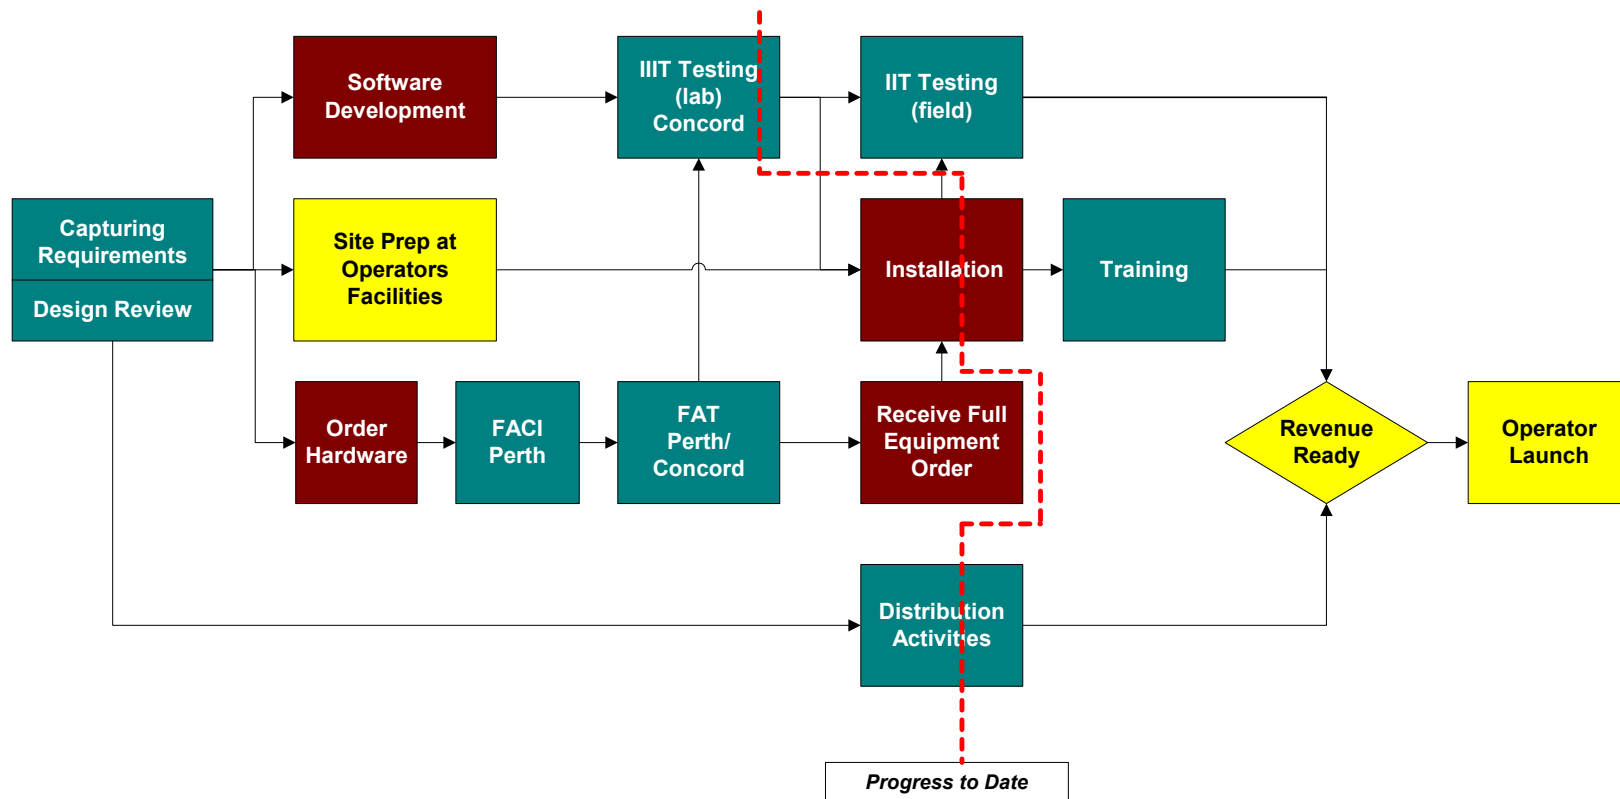 Software
Development
IIIT Testing
(lab)
Concord
IIT Testing
(field)
Capturing
Requirements
Design Review
Site Prep at
Operators
Facilities
Installation
Training
Order
Hardware
FACI
Perth
FAT
Perth/
Concord
Receive Full
Equipment
Order
Revenue
Ready
Operator
Launch
Distribution
Activities
Progress to Date